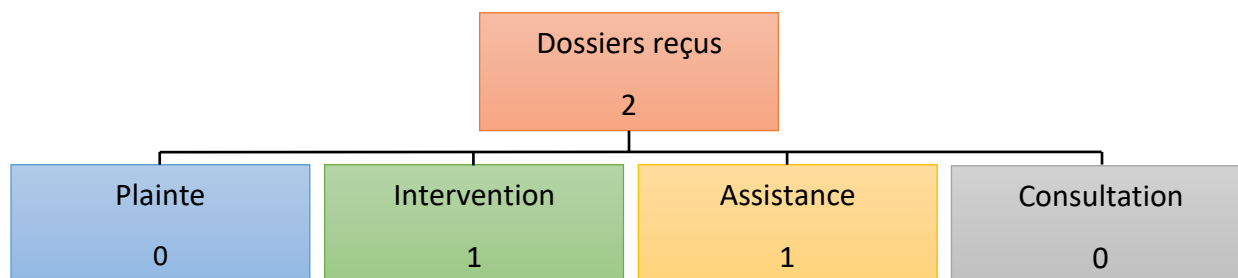 Dossiers reçus
2
Plainte
0
Intervention
1
Assistance
1
Consultation
0